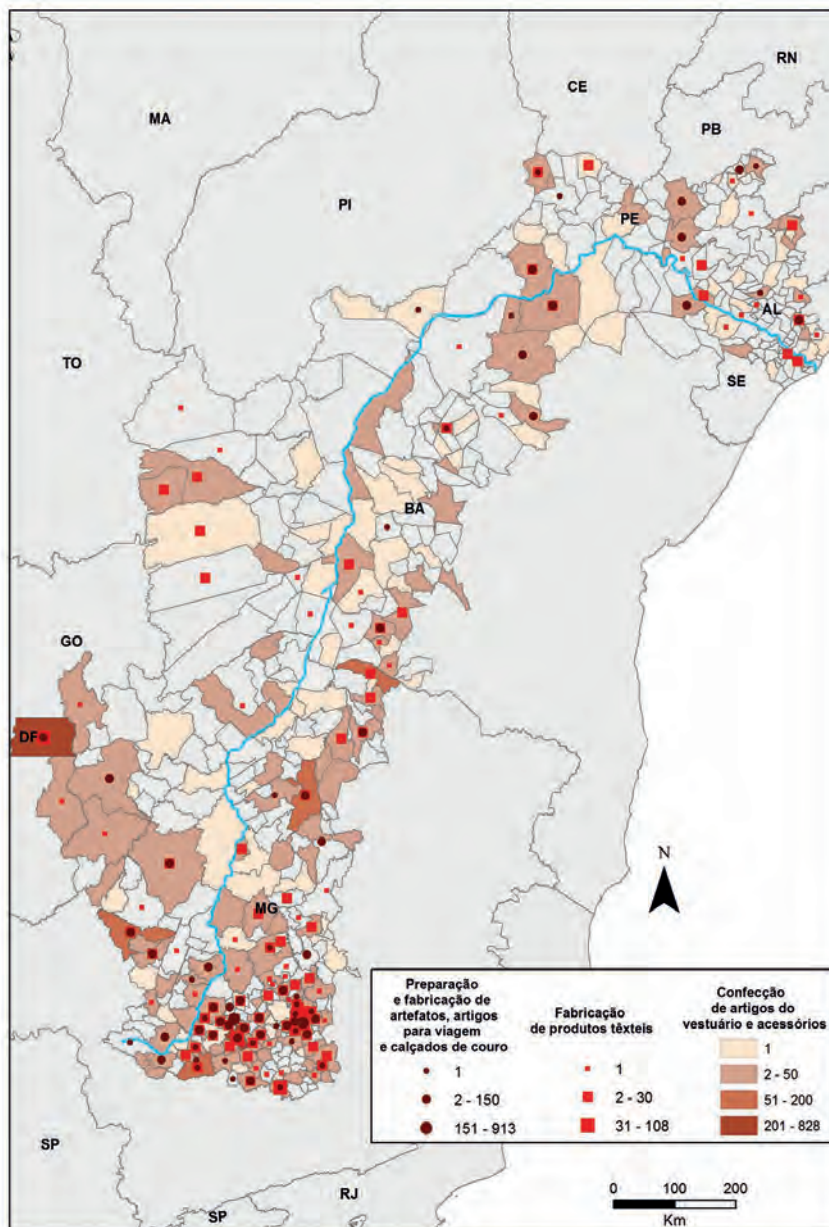 RN
CE
MA
PB
PI
PE
AL
TO
SE
BA
GO
DF
N
MG
Preparação
e fabricação de
artefatos, artigos
para viagem
e calçados de couro
1
2 - 150
151 - 913
Fabricação
de produtos têxteis
1
2 - 30
31 - 108
Confecção
de artigos do
vestuário e acessórios
1
2 - 50
51 - 200
201 - 828
SP
RJ
SP
0 100 200
Km